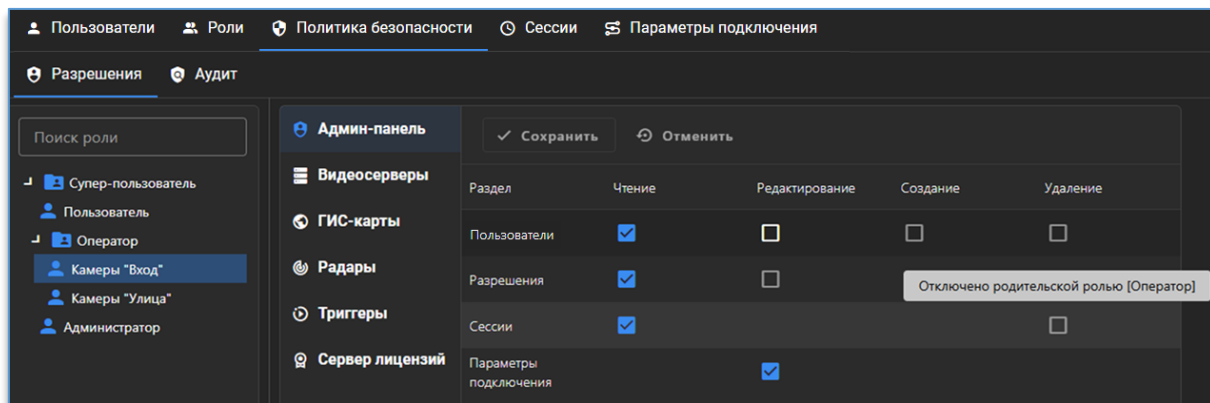 Пользователи Роли Политика безопасности Сессии Параметры подключения
Разрешения Аудит
Поиск роли
Супер-пользователь
Пользователь
Оператор
Камеры "Вход"
Камеры "Улица"
Администратор
Админ-панель
Видеосерверы
ГИС-карты
Радары
Триггеры
Сервер лицензий
Сохранить Отменить
Раздел Чтение Редактирование Создание Удаление
Пользователи
Разрешения
Отключено родительской ролью [Оператор]
Сессии
Параметры
подключения